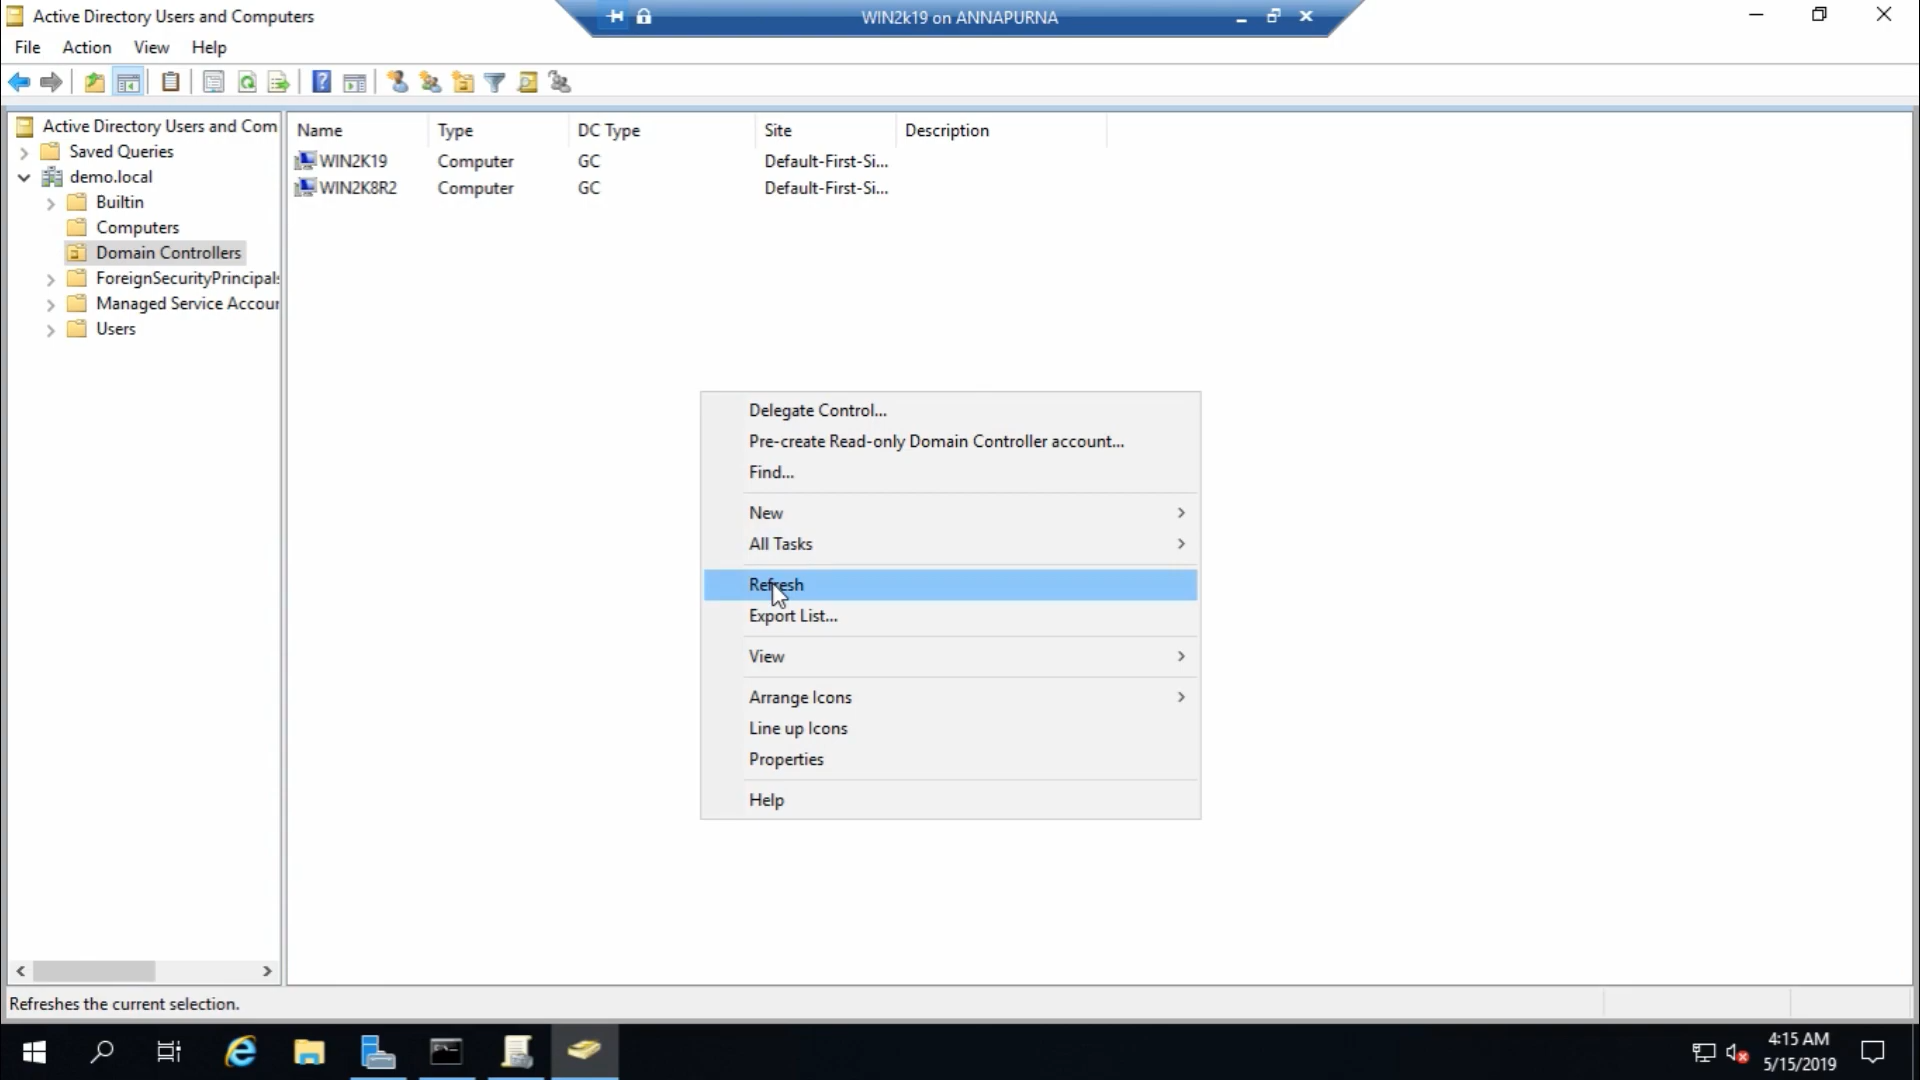 Active Directory Users and Computers
WIN2k19 on ANNAPURNA
File Action View Help
Active Directory Users and Com
Saved Queries
demo.local
Builtin
Computers
Domain Controllers
ForeignSecurityPrincipals
Managed Service Accour
Users
Name Type DC Type Site Description
WIN2K19 Computer GC Default-First-Si...
WIN2K8R2 Computer GC Default-First-Si...
Delegate Control...
Pre-create Read-only Domain Controller account...
Find...
New
All Tasks
Refresh
Export List...
View
Arrange Icons
Line up Icons
Properties
Help
Refreshes the current selection.
4:15 AM
5/15/2019